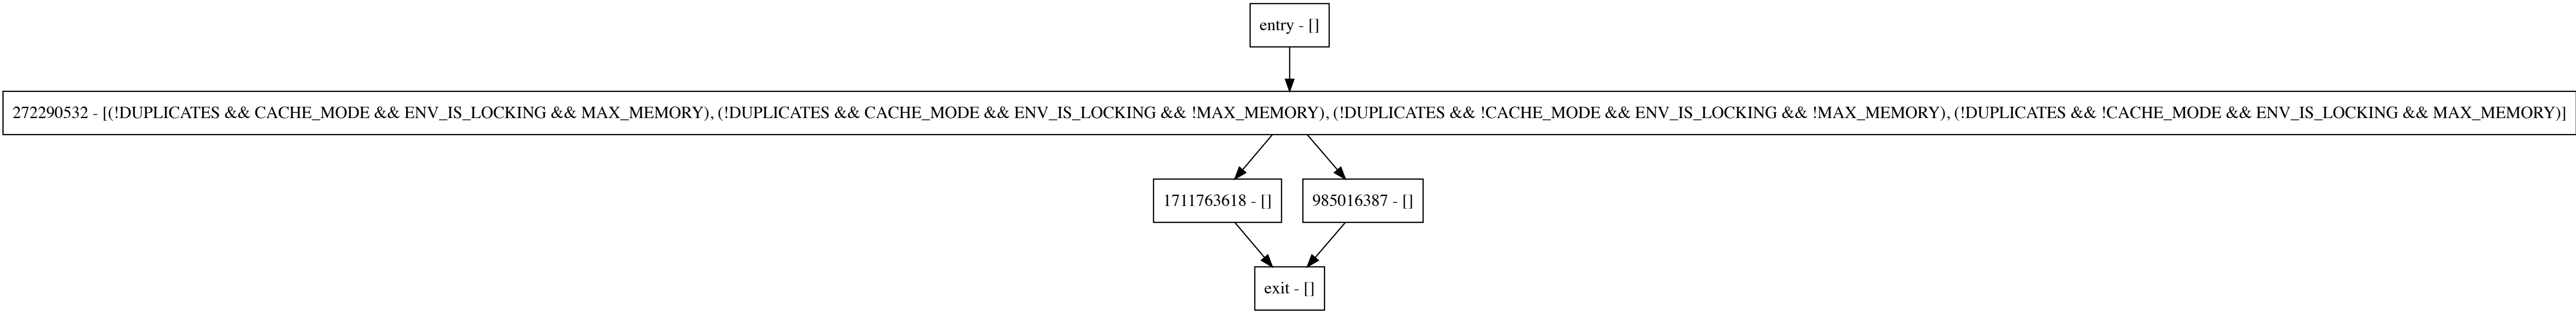 entry - []
272290532 - [(!DUPLICATES && CACHE_MODE && ENV_IS_LOCKING && MAX_MEMORY), (!DUPLICATES && CACHE_MODE && ENV_IS_LOCKING && !MAX_MEMORY), (!DUPLICATES && !CACHE_MODE && ENV_IS_LOCKING && !MAX_MEMORY), (!DUPLICATES && !CACHE_MODE && ENV_IS_LOCKING && MAX_MEMORY)]
1711763618 - []
985016387 - []
exit - []